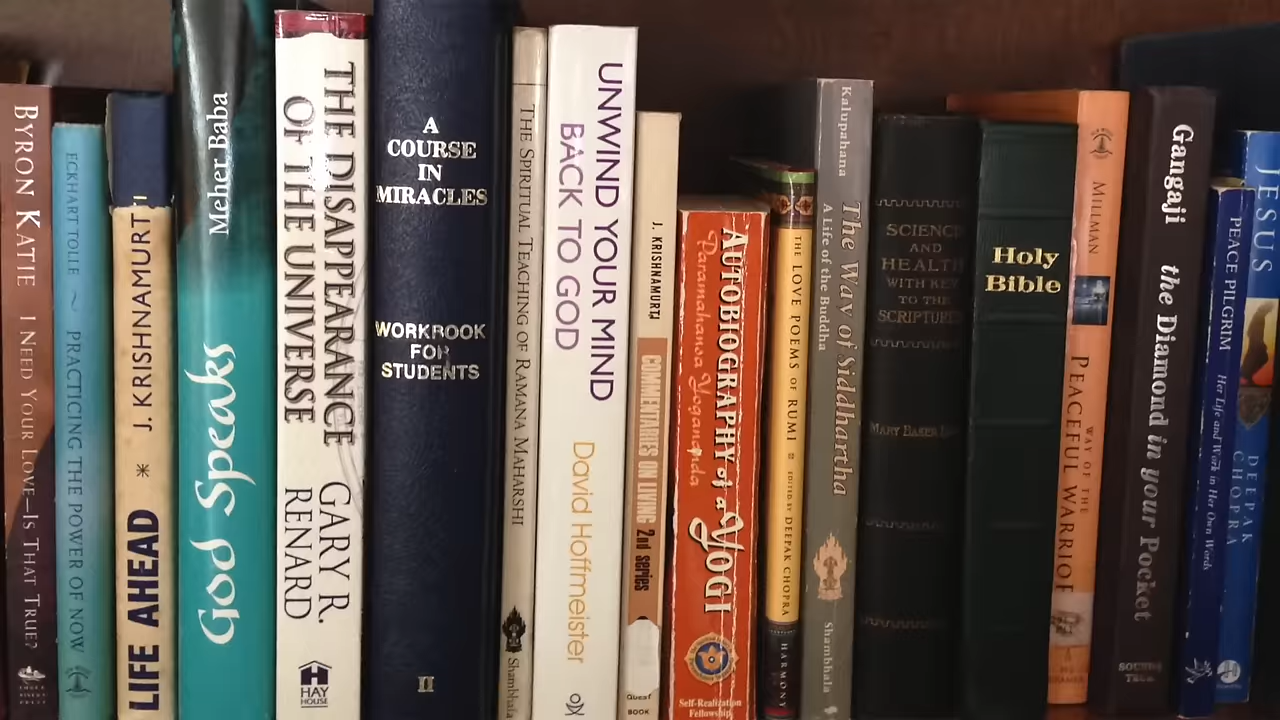 BYRON KATIE I NEED YOUR LOVE–IS THAT TRUE?
ECKHART TOLLE ~ PRACTICING THE POWER OF NOW
LIFE AHEAD * J. KRISHNAMURTI
God Speaks Meher Baba
THE DISAPPEARANCE
OF THE UNIVERSE
GARY R.
RENARD
HAY
HOUSE
A
COURSE
IN
MIRACLES
WORKBOOK
FOR
STUDENTS
II
THE SPIRITUAL TEACHING OF RAMANA MAHARSHI
Shambhala
UNWIND YOUR MIND
BACK TO GOD
David Hoffmeister
J. KRISHNAMURTI
COMMENTARIES ON LIVING 2nd series
QUEST
BOOK
AUTOBIOGRAPHY of a YOGI
Paramahansa Yogananda
Self-Realization
Fellowship
THE LOVE POEMS OF RUMI
EDITED BY DEEPAK CHOPRA
HARMONY
Kalupahana
The Way of Siddhartha
A Life of the Buddha
Shambhala
SCIENCE
AND
HEALTH
WITH KEY
TO THE
SCRIPTURES
MARY BAKER
Holy
Bible
MILLMAN
WAY OF THE
PEACEFUL WARRIOR
Gangaji the Diamond in your Pocket
SOUNDS
TRUE
PEACE PILGRIM Her Life and Work in Her Own Words
JESUS
DEEPAK
CHOPRA